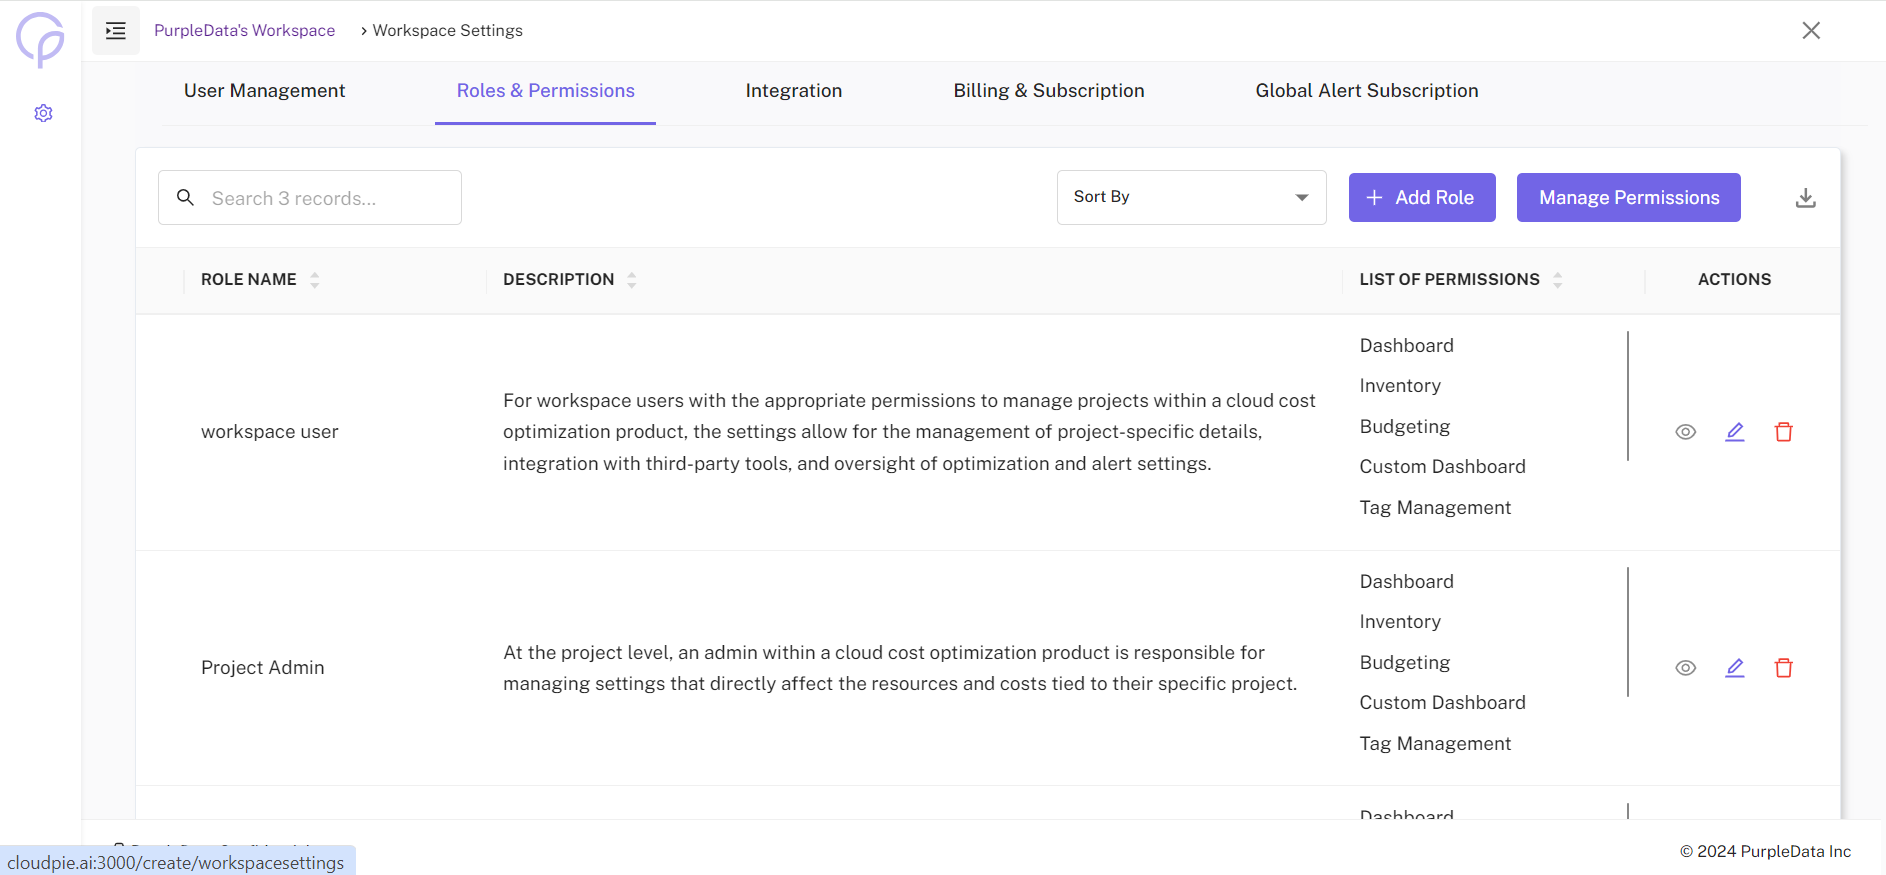 PurpleData's Workspace > Workspace Settings
User Management Roles & Permissions Integration Billing & Subscription Global Alert Subscription
Search 3 records... Sort By + Add Role Manage Permissions
ROLE NAME DESCRIPTION LIST OF PERMISSIONS ACTIONS
workspace user
For workspace users with the appropriate permissions to manage projects within a cloud cost
optimization product, the settings allow for the management of project-specific details,
integration with third-party tools, and oversight of optimization and alert settings.
Dashboard
Inventory
Budgeting
Custom Dashboard
Tag Management
Project Admin
At the project level, an admin within a cloud cost optimization product is responsible for
managing settings that directly affect the resources and costs tied to their specific project.
Dashboard
Inventory
Budgeting
Custom Dashboard
Tag Management
Dashboard
cloudpie.ai:3000/create/workspacesettings
© 2024 PurpleData Inc